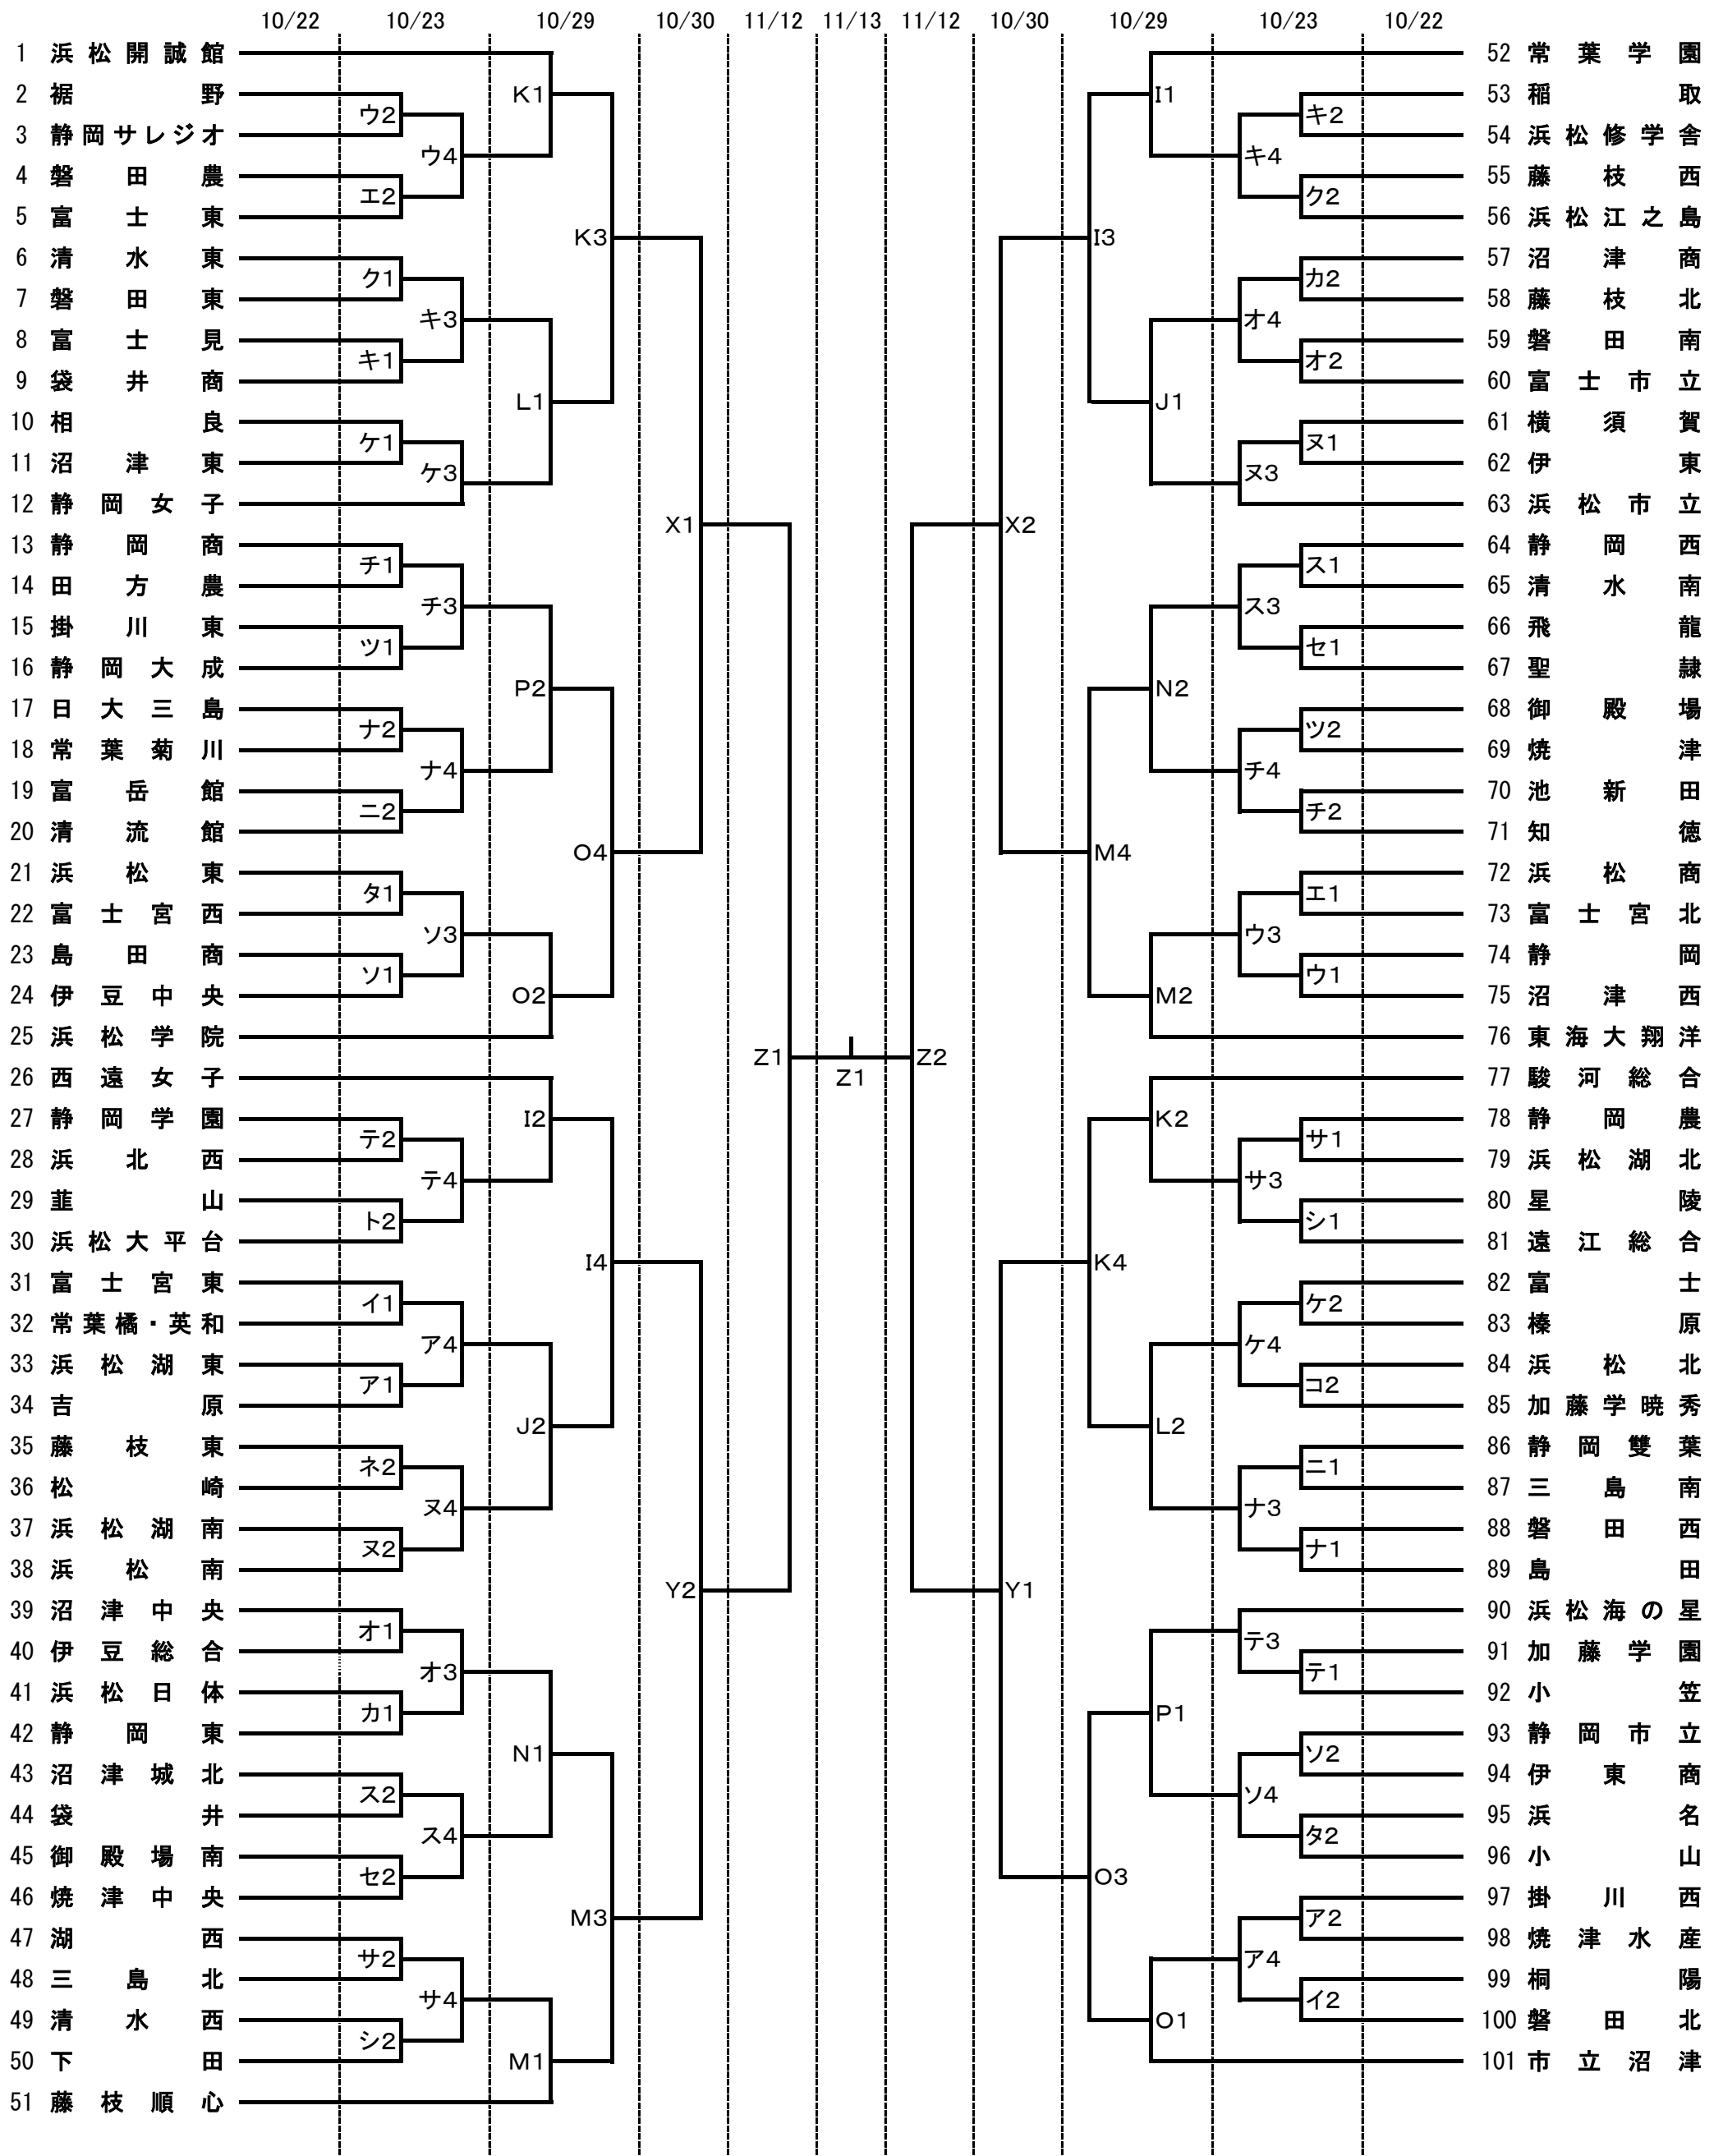 10/22 10/23 10/29 10/30 11/12 11/13 11/12 10/30 10/29 10/23 10/22
1 浜松開誠館 52 常葉学園
2 裾野 K1 I1 53 稲取
ウ2 キ2
3 静岡サレジオ 54 浜松修学舎
ウ4 キ4
4 磐田農 55 藤枝西
エ2 ク2
5 富士東 56 浜松江之島
K3 I3
6 清水東 57 沼津商
ク1 カ2
7 磐田東 58 藤枝北
キ3 オ4
8 富士見 59 磐田南
キ1 オ2
9 袋井商 60 富士市立
L1 J1
10 相良 61 横須賀
ケ1 ヌ1
11 沼津東 62 伊東
ケ3 ヌ3
12 静岡女子 63 浜松市立
X1 X2
13 静岡商 64 静岡西
チ1 ス1
14 田方農 65 清水南
チ3 ス3
15 掛川東 66 飛龍
ツ1 セ1
16 静岡大成 67 聖隷
P2 N2
17 日大三島 68 御殿場
ナ2 ツ2
18 常葉菊川 69 焼津
ナ4 チ4
19 富岳館 70 池新田
ニ2 チ2
20 清流館 71 知徳
O4 M4
21 浜松東 72 浜松商
タ1 エ1
22 富士宮西 73 富士宮北
ソ3 ウ3
23 島田商 74 静岡
ソ1 ウ1
24 伊豆中央 O2 M2 75 沼津西
25 浜松学院 76 東海大翔洋
Z1 Z2
26 西遠女子 Z1 77 駿河総合
27 静岡学園 I2 K2 78 静岡農
テ2 サ1
28 浜北西 79 浜松湖北
テ4 サ3
29 韮山 80 星陵
ト2 シ1
30 浜松大平台 81 遠江総合
I4 K4
31 富士宮東 82 富士
イ1 ケ2
32 常葉橘・英和 83 榛原
ア4 ケ4
33 浜松湖東 84 浜松北
ア1 コ2
34 吉原 85 加藤学暁秀
J2 L2
35 藤枝東 86 静岡雙葉
ネ2 ニ1
36 松崎 87 三島南
ヌ4 ナ3
37 浜松湖南 88 磐田西
ヌ2 ナ1
38 浜松南 89 島田
Y2 Y1
39 沼津中央 90 浜松海の星
オ1 テ3
40 伊豆総合 91 加藤学園
オ3 テ1
41 浜松日体 92 小笠
カ1 P1
42 静岡東 93 静岡市立
N1 ソ2
43 沼津城北 94 伊東商
ス2 ソ4
44 袋井 95 浜名
ス4 タ2
45 御殿場南 96 小山
セ2 O3
46 焼津中央 97 掛川西
M3 ア2
47 湖西 98 焼津水産
サ2 ア4
48 三島北 99 桐陽
サ4 イ2
49 清水西 O1 100 磐田北
シ2
50 下田 M1 101 市立沼津
51 藤枝順心